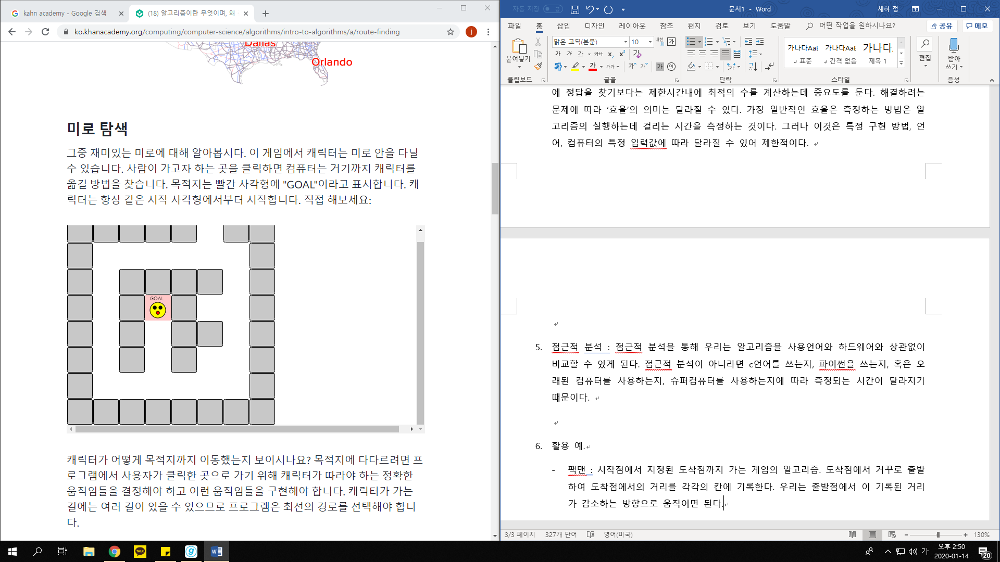 kahn academy - Google 검색
(18) 알고리즘이란 무엇이며, 왜
ko.khanacademy.org/computing/computer-science/algorithms/intro-to-algorithms/a/route-finding
j
Dallas
Orlando
미로 탐색
그중 재미있는 미로에 대해 알아봅시다. 이 게임에서 캐릭터는 미로 안을 다닐
수 있습니다. 사람이 가고자 하는 곳을 클릭하면 컴퓨터는 거기까지 캐릭터를
옮길 방법을 찾습니다. 목적지는 빨간 사각형에 "GOAL"이라고 표시합니다. 캐
릭터는 항상 같은 시작 사각형에서부터 시작합니다. 직접 해보세요:
GOAL
캐릭터가 어떻게 목적지까지 이동했는지 보이시나요? 목적지에 다다르려면 프
로그램에서 사용자가 클릭한 곳으로 가기 위해 캐릭터가 따라야 하는 정확한
움직임들을 결정해야 하고 이런 움직임들을 구현해야 합니다. 캐릭터가 가는
길에는 여러 길이 있을 수 있으므로 프로그램은 최선의 경로를 선택해야 합니
다.
자동 저장 끔
문서1 - Word
새하 정
파일 홈 삽입 디자인 레이아웃 참조 편지 검토 보기 도움말 어떤 작업을 원하시나요? 공유 메모
붙여넣기
맑은 고딕(본문) 10
가나다AaB 가나다AaB 가나다
표준 간격 없음 제목 1
편집
받아
쓰기
클립보드 글꼴 단락 스타일 음성
에 정답을 찾기보다는 제한시간내에 최적의 수를 계산하는데 중요도를 둔다. 해결하려는
문제에 따라 ‘효율’의 의미는 달라질 수 있다. 가장 일반적인 효율은 측정하는 방법은 알
고리즘의 실행하는데 걸리는 시간을 측정하는 것이다. 그러나 이것은 특정 구현 방법, 언
어, 컴퓨터의 특정 입력값에 따라 달라질 수 있어 제한적이다.
5. 점근적 분석 : 점근적 분석을 통해 우리는 알고리즘을 사용언어와 하드웨어와 상관없이
비교할 수 있게 된다. 점근적 분석이 아니라면 c언어를 쓰는지, 파이썬을 쓰는지, 혹은 오
래된 컴퓨터를 사용하는지, 슈퍼컴퓨터를 사용하는지에 따라 측정되는 시간이 달라지기
때문이다.
6. 활용 예.
- 팩맨 : 시작점에서 지정된 도착점까지 가는 게임의 알고리즘. 도착점에서 거꾸로 출발
하여 도착점에서의 거리를 각각의 칸에 기록한다. 우리는 출발점에서 이 기록된 거리
가 감소하는 방향으로 움직이면 된다.
3/3 페이지 327개 단어 영어(미국) 130%
TALK
가
오후 2:50
2020-01-14
20